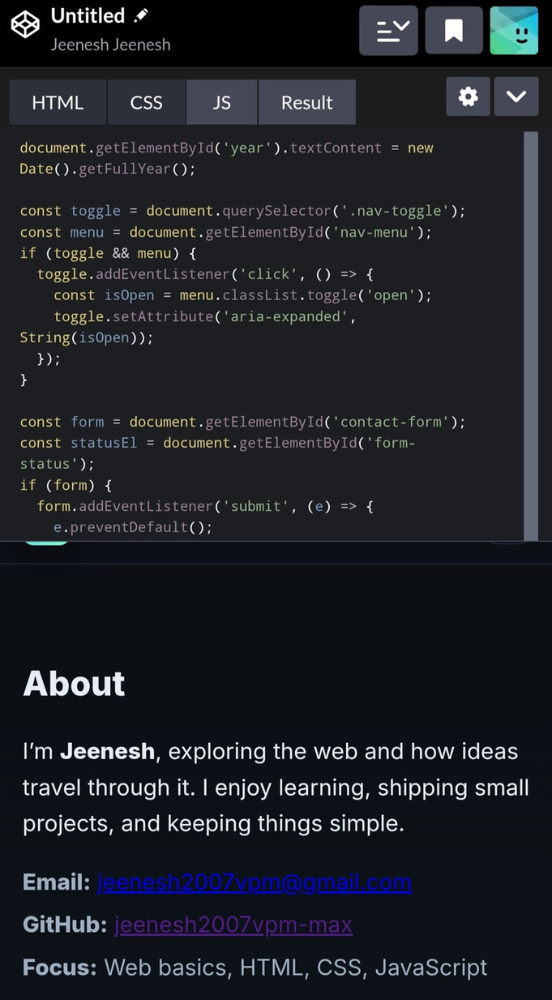 Untitled
Jeenesh Jeenesh
HTML CSS JS Result
document.getElementById('year').textContent = new
Date().getFullYear();
const toggle = document.querySelector('.nav-toggle');
const menu = document.getElementById('nav-menu');
if (toggle && menu) {
toggle.addEventListener('click', () => {
const isOpen = menu.classList.toggle('open');
toggle.setAttribute('aria-expanded',
String(isOpen));
});
}
const form = document.getElementById('contact-form');
const statusEl = document.getElementById('form-
status');
if (form) {
form.addEventListener('submit', (e) => {
e.preventDefault();
About
I’m Jeenesh, exploring the web and how ideas
travel through it. I enjoy learning, shipping small
projects, and keeping things simple.
Email: jeenesh2007vpm@gmail.com
GitHub: jeenesh2007vpm-max
Focus: Web basics, HTML, CSS, JavaScript